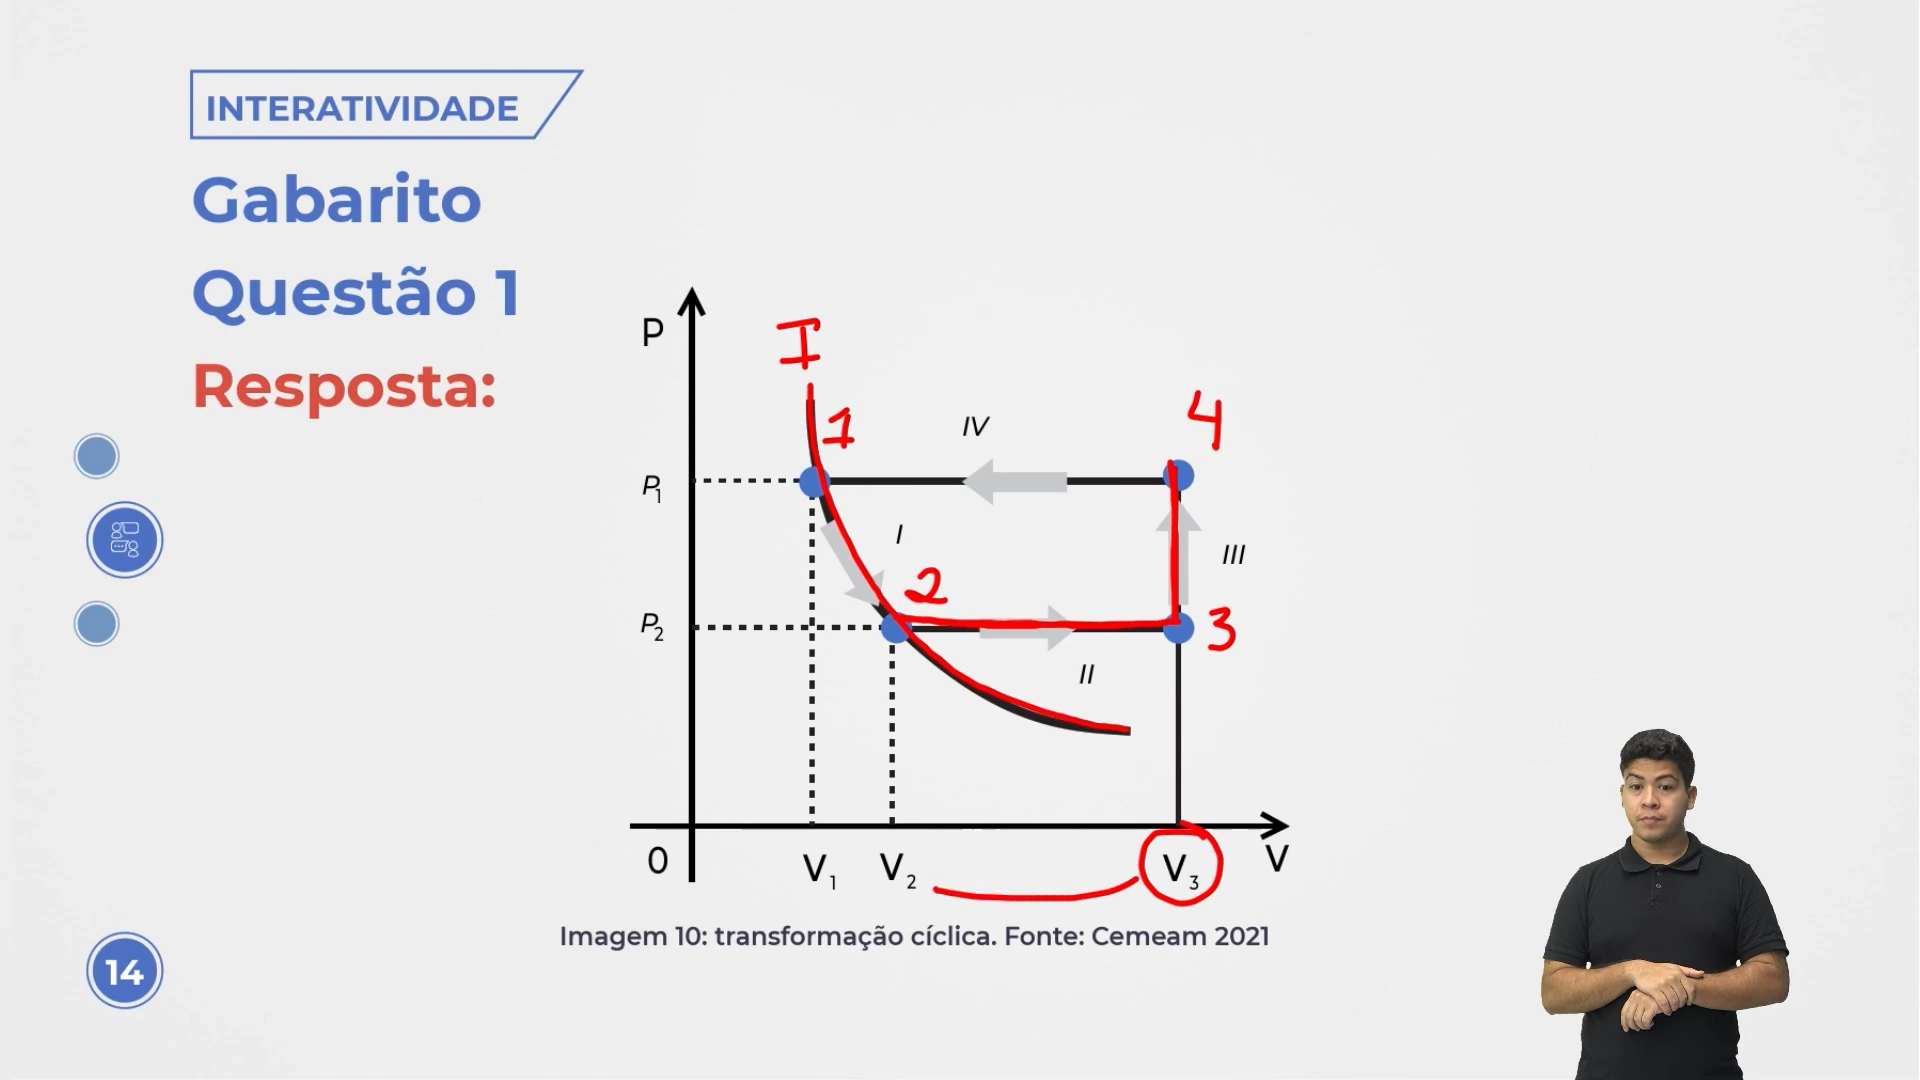 INTERATIVIDADE
Gabarito
Questão 1
Resposta:
P
I
1
IV
4
P1
I
2
III
P2
3
II
0
V1
V2
V3
V
Imagem 10: transformação cíclica. Fonte: Cemeam 2021
14